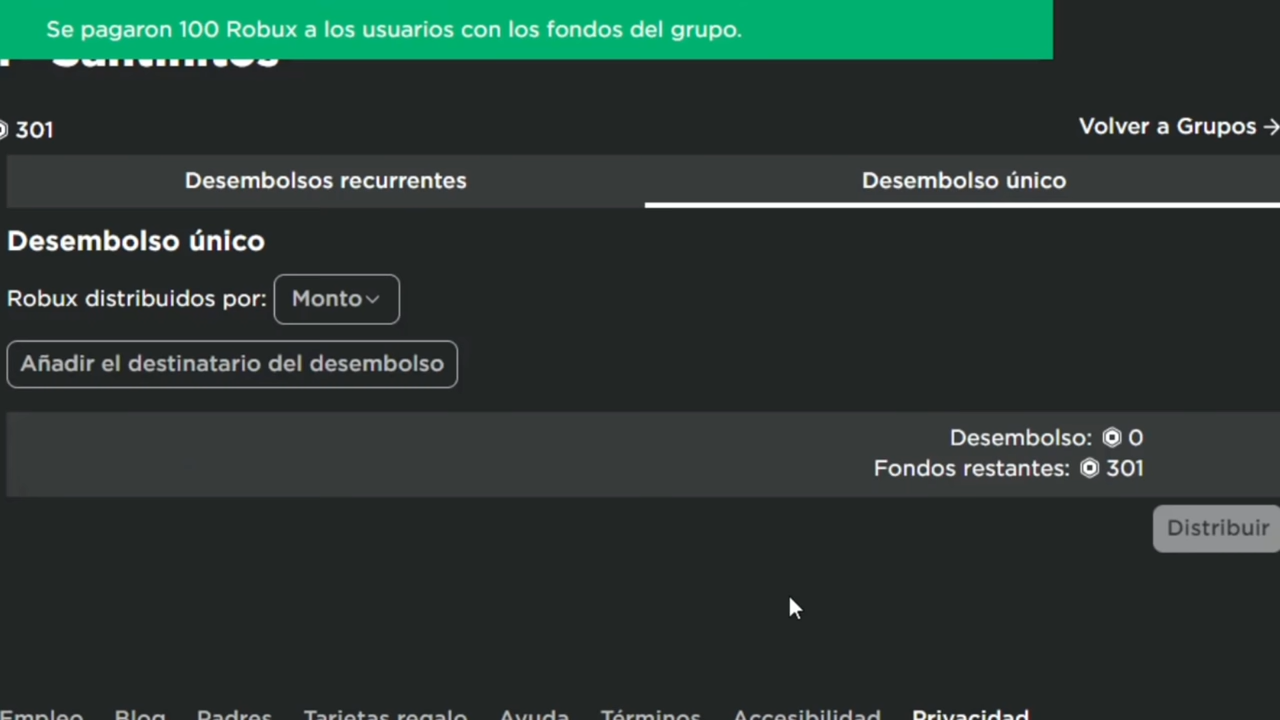 Se pagaron 100 Robux a los usuarios con los fondos del grupo.
301
Volver a Grupos →
Desembolsos recurrentes
Desembolso único
Desembolso único
Robux distribuidos por: Monto
Añadir el destinatario del desembolso
Desembolso: 0
Fondos restantes: 301
Distribuir
Empleo Blog Padres Tarjetas regalo Ayuda Términos Accesibilidad Privacidad